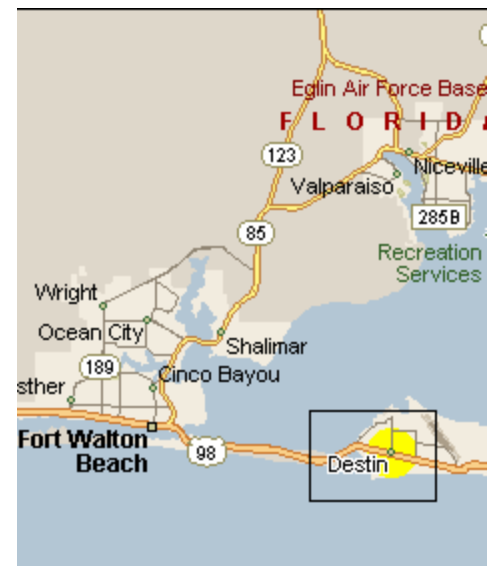 Eglin Air Force Base
FLORIDA
123
Niceville
Valparaiso
285B
85
Recreation
Services
Wright
Ocean City
Shalimar
189
Cinco Bayou
sther
Fort Walton
Beach
98
Destin